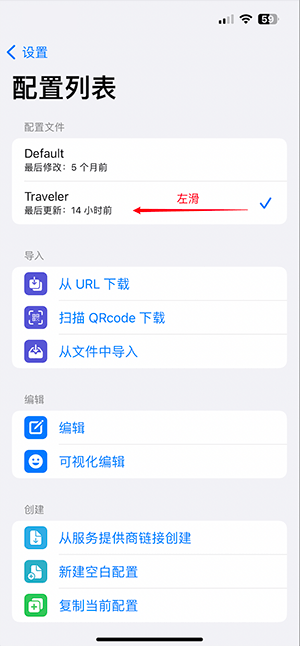 59
设置
配置列表
配置文件
Default
最后修改：5 个月前
Traveler
最后更新：14 小时前
左滑
导入
从 URL 下载
扫描 QRcode 下载
从文件中导入
编辑
编辑
可视化编辑
创建
从服务提供商链接创建
新建空白配置
复制当前配置